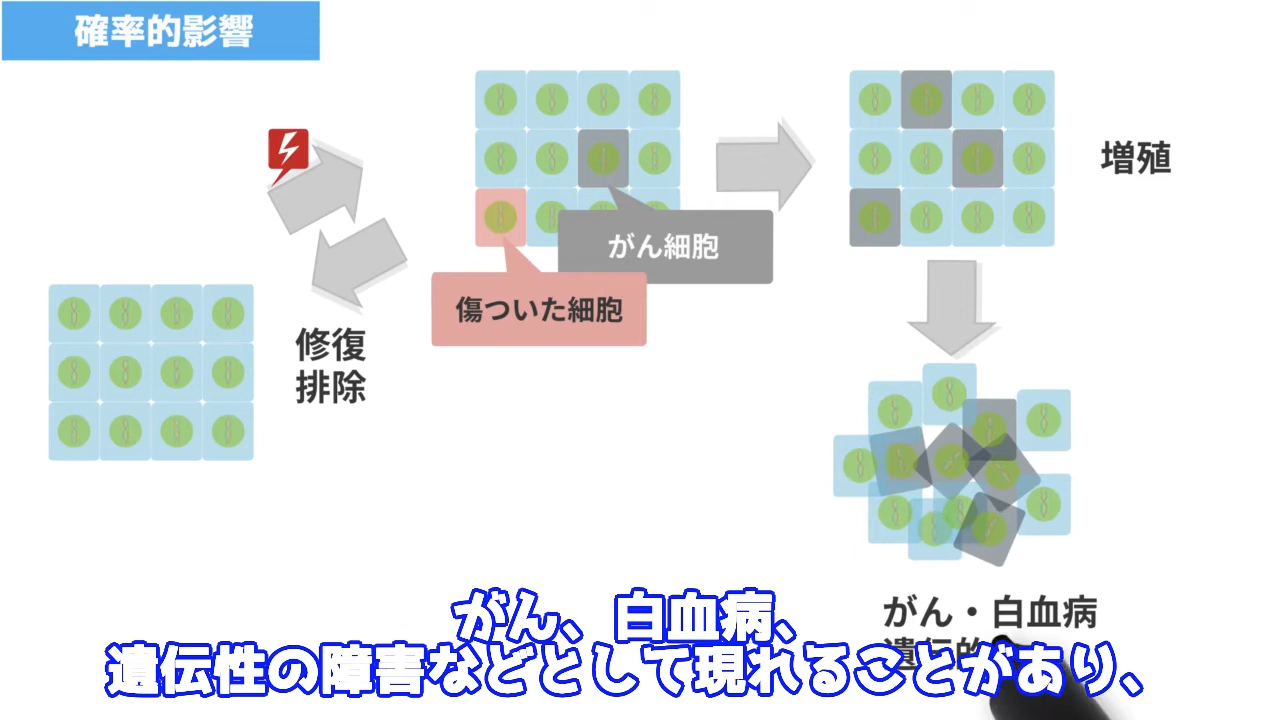 確率的影響
増殖
がん細胞
傷ついた細胞
修復
排除
がん・白血病
がん、白血病、
遺伝性の障害などとして現れることがあり、